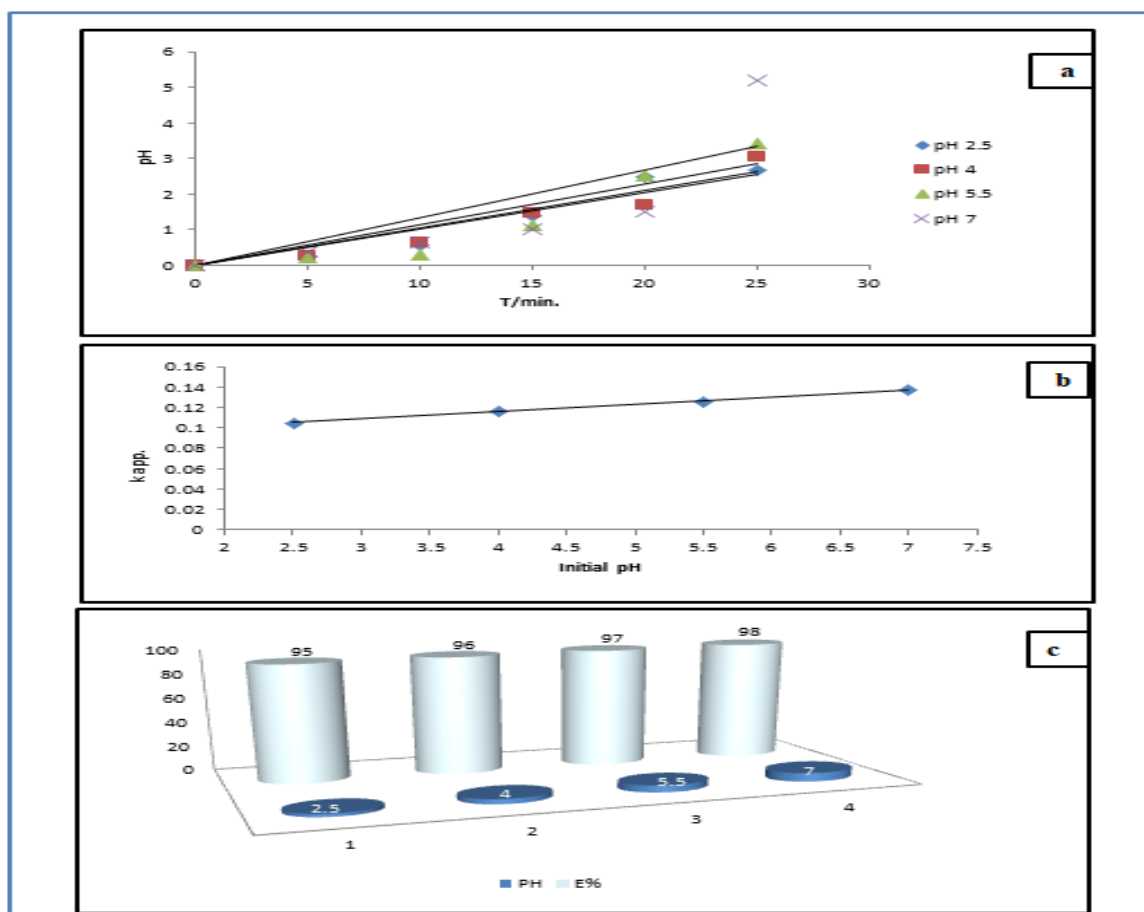 a
6
5
4
3
2
1
0
pH
0 5 10 15 20 25 30
T/min.
pH 2.5
pH 4
pH 5.5
pH 7
b
0.16
0.14
0.12
0.1
0.08
0.06
0.04
0.02
0
kapp.
2 2.5 3 3.5 4 4.5 5 5.5 6 6.5 7 7.5
Initial pH
c
100
80
60
40
20
0
95 96 97 98
2.5 4 5.5 7
1 2 3 4
PH E%